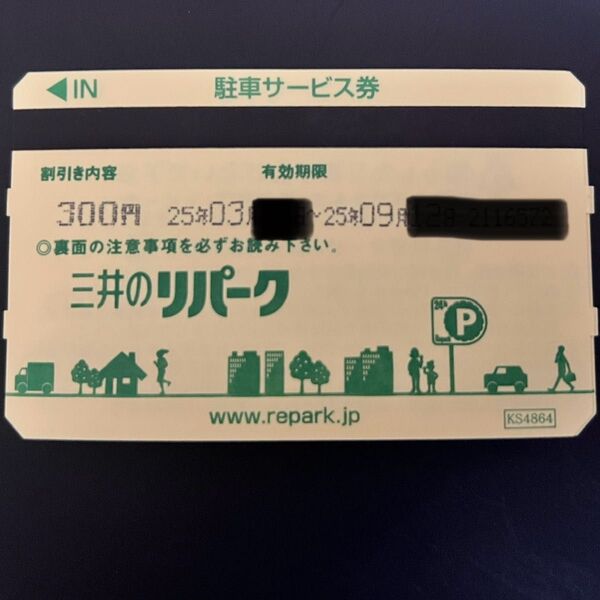 ◀IN 駐車サービス券
割引き内容 有効期限
300円 25年03月 ~25年09月
◎裏面の注意事項を必ずお読み下さい。
三井のリパーク
24h P
www.repark.jp
KS4864